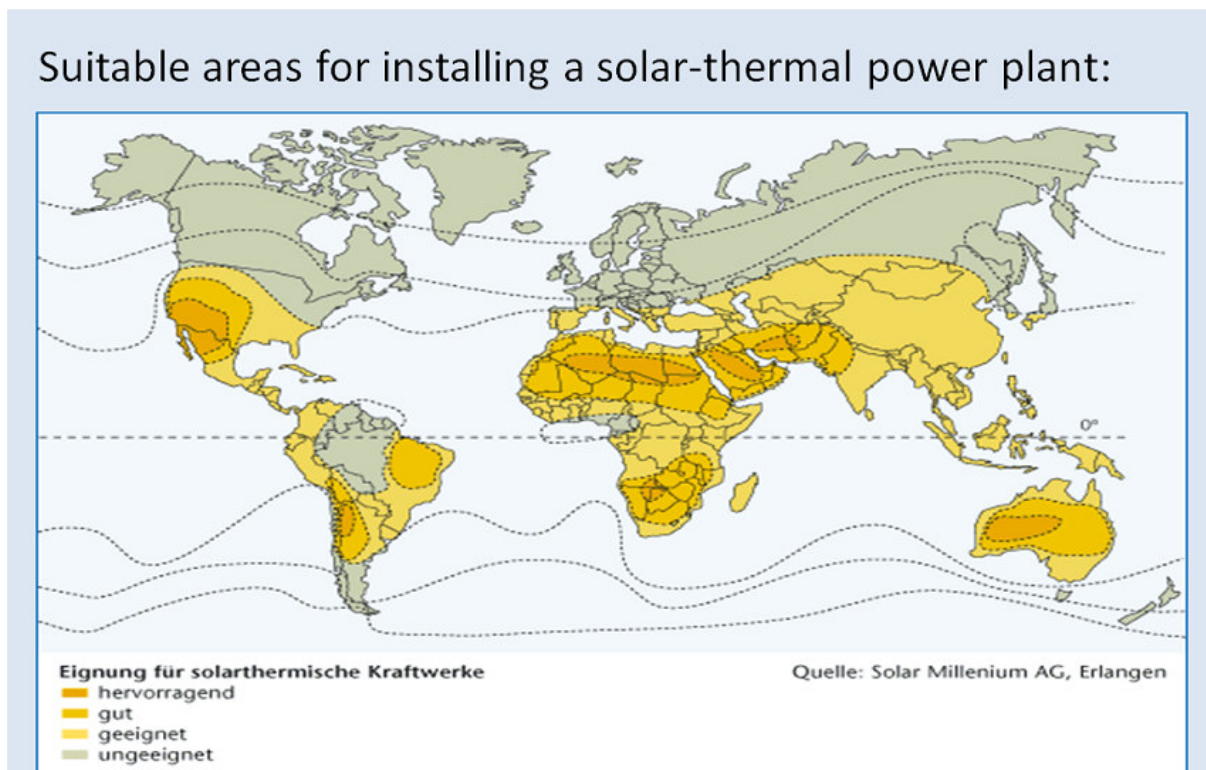 Suitable areas for installing a solar-thermal power plant:
0°
Eignung für solarthermische Kraftwerke
Quelle: Solar Millenium AG, Erlangen
hervorragend
gut
geeignet
ungeeignet